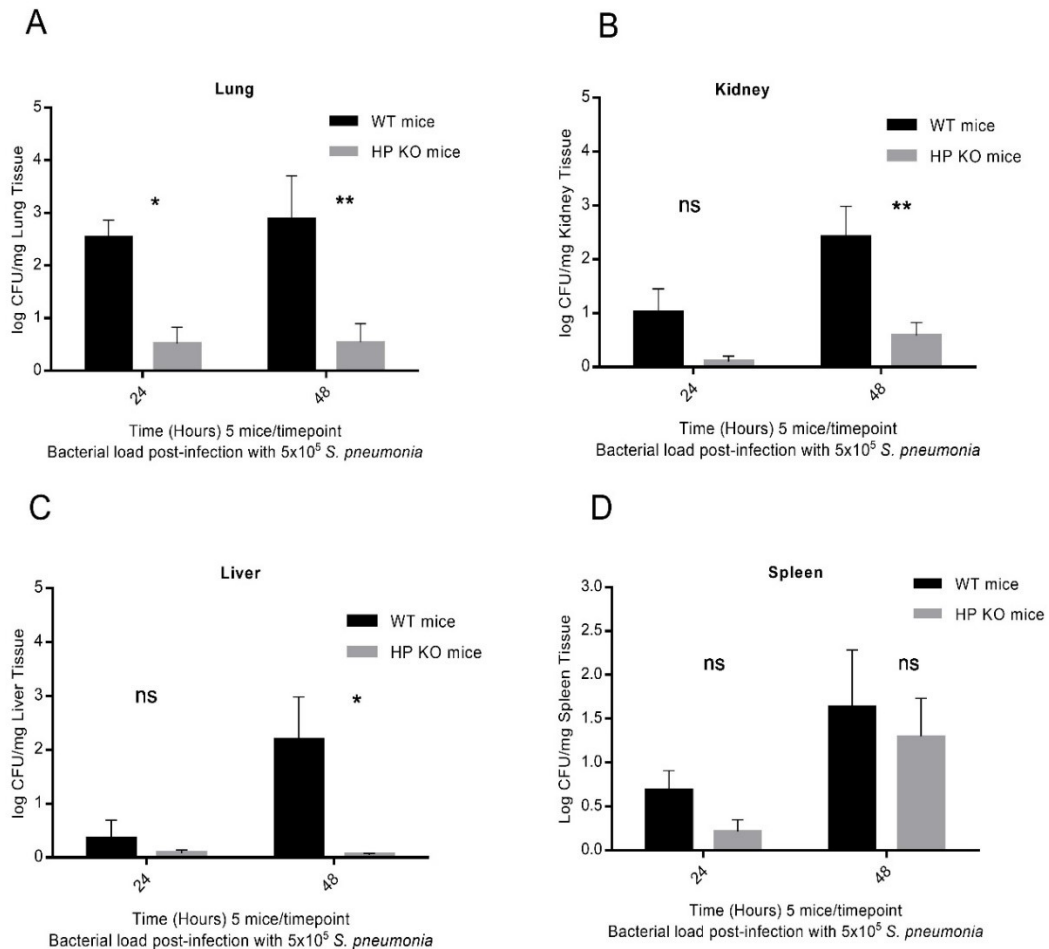 A
Lung
WT mice
HP KO mice
log CFU/mg Lung Tissue
5
4
3
2
1
0
*
**
24
48
Time (Hours) 5 mice/timepoint
Bacterial load post-infection with 5x10⁵ S. pneumonia
B
Kidney
WT mice
HP KO mice
log CFU/mg Kidney Tissue
5
4
3
2
1
0
ns
**
24
48
Time (Hours) 5 mice/timepoint
Bacterial load post-infection with 5x10⁵ S. pneumonia
C
Liver
WT mice
HP KO mice
log CFU/mg Liver Tissue
5
4
3
2
1
0
ns
*
24
48
Time (Hours) 5 mice/timepoint
Bacterial load post-infection with 5x10⁵ S. pneumonia
D
Spleen
WT mice
HP KO mice
Log CFU/mg Spleen Tissue
3.0
2.5
2.0
1.5
1.0
0.5
0.0
ns
ns
24
48
Time (Hours) 5 mice/timepoint
Bacterial load post-infection with 5x10⁵ S. pneumonia